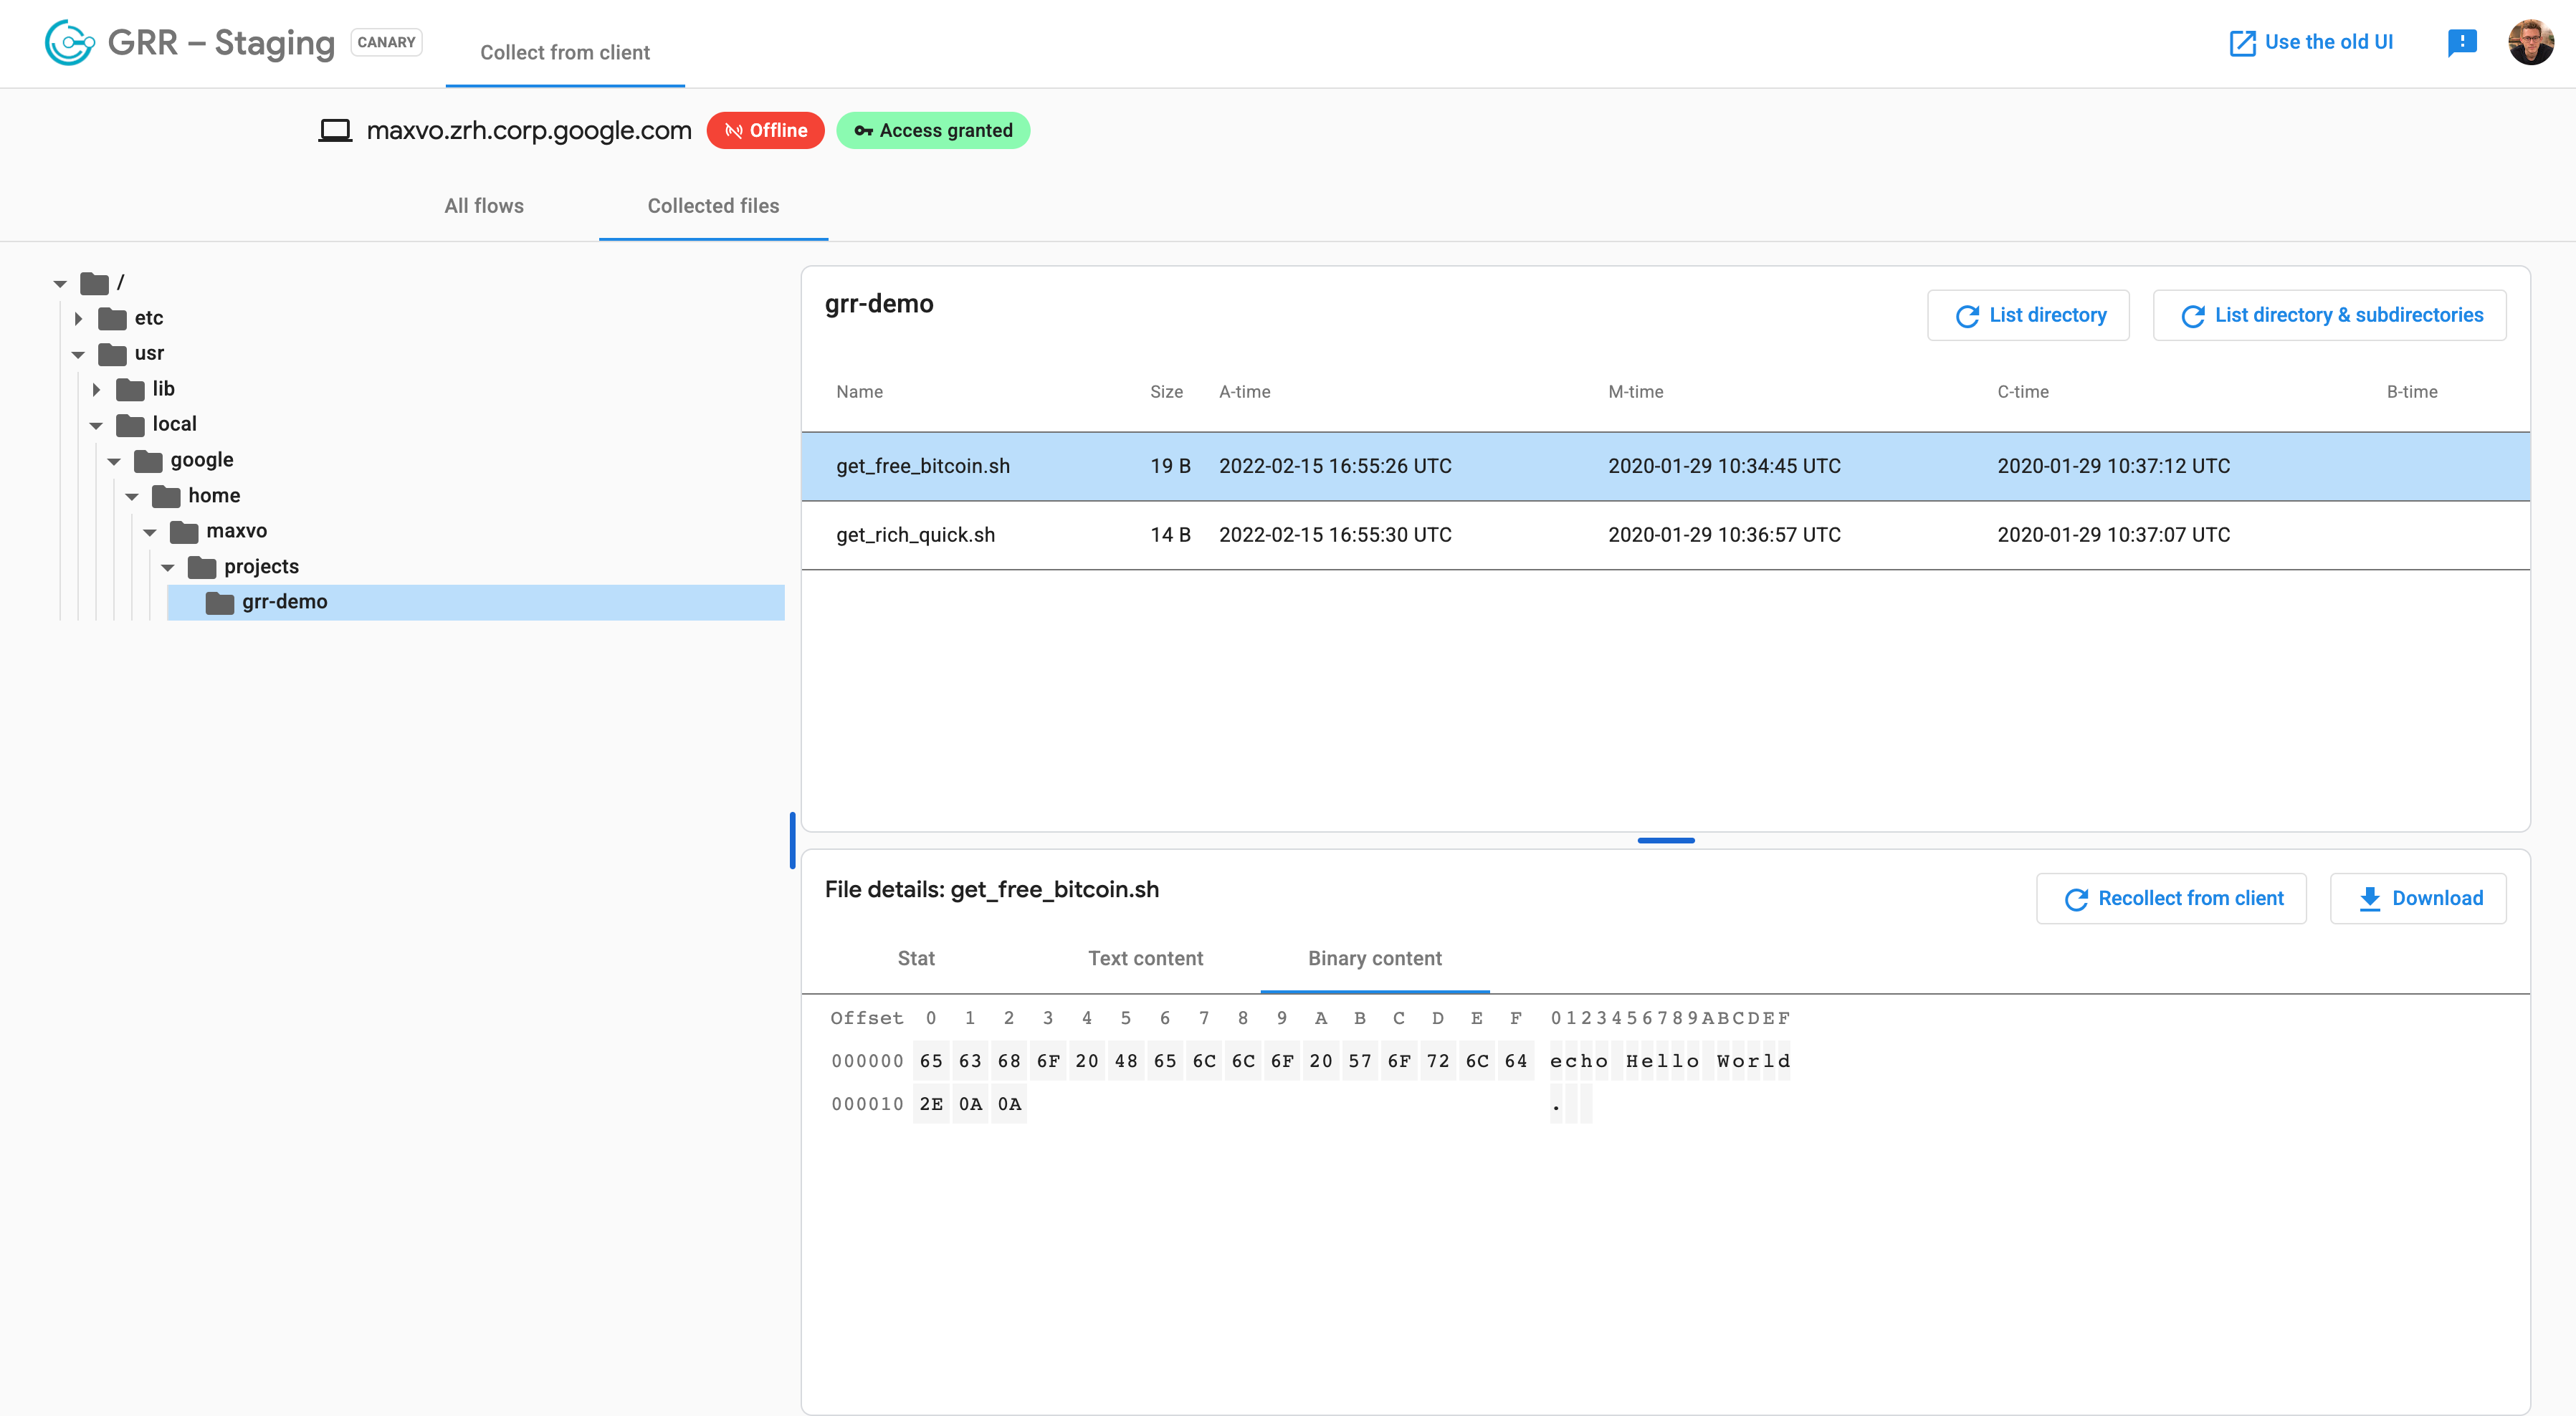 GRR – Staging CANARY Collect from client Use the old UI
maxvo.zrh.corp.google.com Offline Access granted
All flows Collected files
/
etc
usr
lib
local
google
home
maxvo
projects
grr-demo
grr-demo List directory List directory & subdirectories
Name Size A-time M-time C-time B-time
get_free_bitcoin.sh 19 B 2022-02-15 16:55:26 UTC 2020-01-29 10:34:45 UTC 2020-01-29 10:37:12 UTC
get_rich_quick.sh 14 B 2022-02-15 16:55:30 UTC 2020-01-29 10:36:57 UTC 2020-01-29 10:37:07 UTC
File details: get_free_bitcoin.sh Recollect from client Download
Stat Text content Binary content
Offset 0 1 2 3 4 5 6 7 8 9 A B C D E F 0123456789ABCDEF
000000 65 63 68 6F 20 48 65 6C 6C 6F 20 57 6F 72 6C 64 echo Hello World
000010 2E 0A 0A .